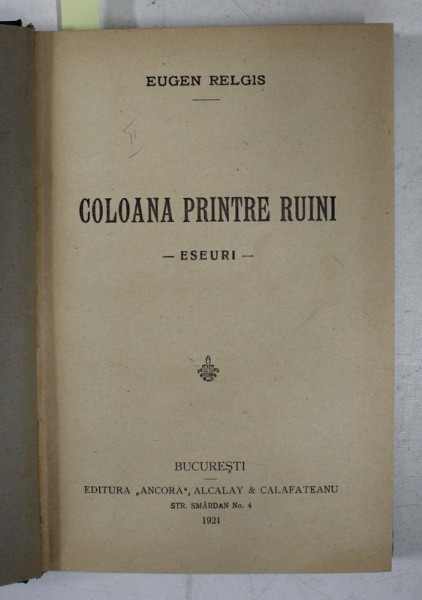 EUGEN RELGIS
COLOANA PRINTRE RUINI
— ESEURI —
BUCUREȘTI
EDITURA „ANCORA“, ALCALAY & CALAFATEANU
STR. SMÂRDAN No. 4
1921